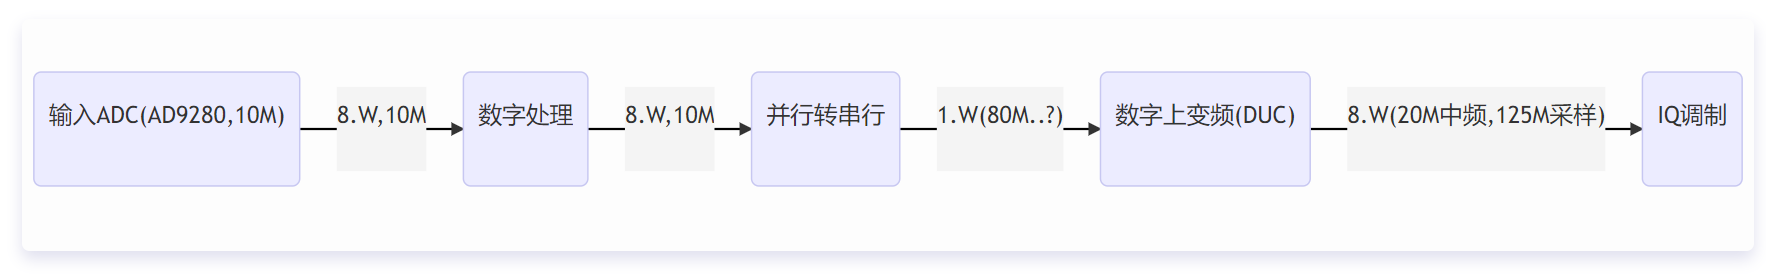 输入ADC(AD9280,10M)
8.W,10M
数字处理
8.W,10M
并行转串行
1.W(80M..?)
数字上变频(DUC)
8.W(20M中频,125M采样)
IQ调制